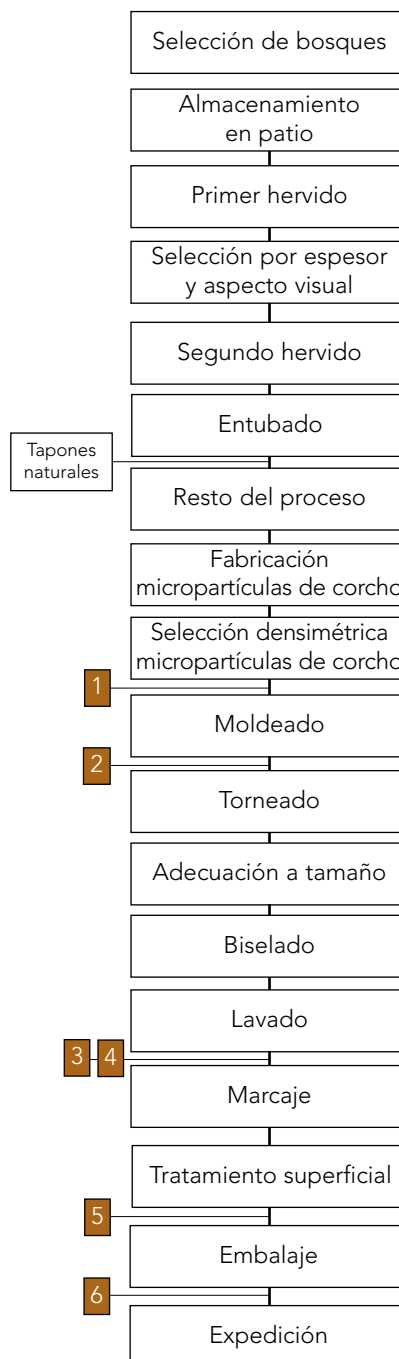 Selección de bosques
Almacenamiento
en patio
Primer hervido
Selección por espesor
y aspecto visual
Segundo hervido
Entubado
Tapones
naturales
Resto del proceso
Fabricación
micropartículas de corcho
Selección densimétrica
micropartículas de corcho
1
Moldeado
2
Torneado
Adecuación a tamaño
Biselado
Lavado
3 4
Marcaje
Tratamiento superficial
5
Embalaje
6
Expedición